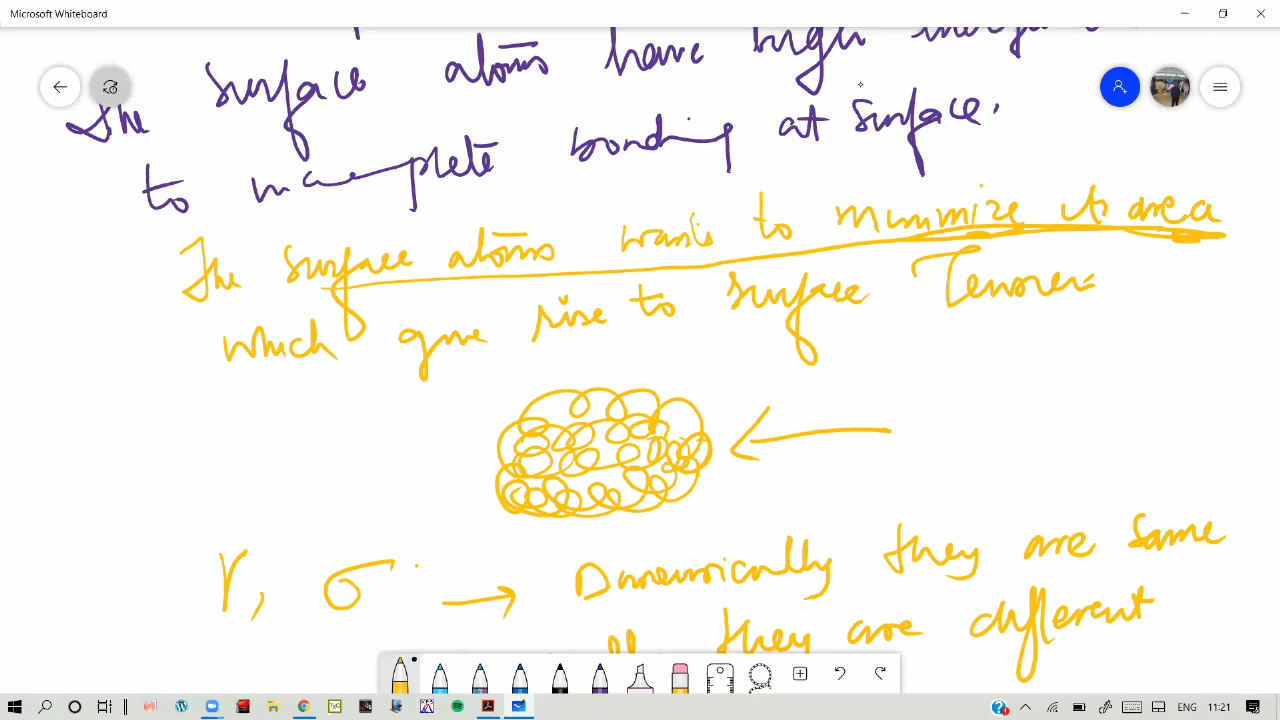 Microsoft Whiteboard
The surface atoms have high
to incomplete bonding at surface.
The surface atoms wants to minimize its area
which give rise to surface Tension
γ, σ → Dimensionally they are same
they are different
ENG 11:21